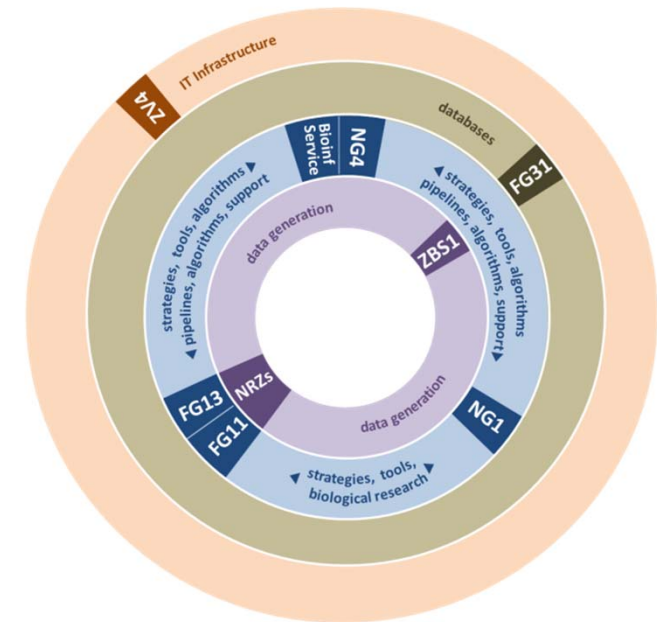 IT Infrastructure
ZV4
databases
FG31
Bioinf
Service
NG4
strategies, tools, algorithms
pipelines, algorithms, support
strategies, tools, algorithms
pipelines, algorithms, support
data generation
ZBS1
NRZs
data generation
FG13
FG11
NG1
strategies, tools,
biological research